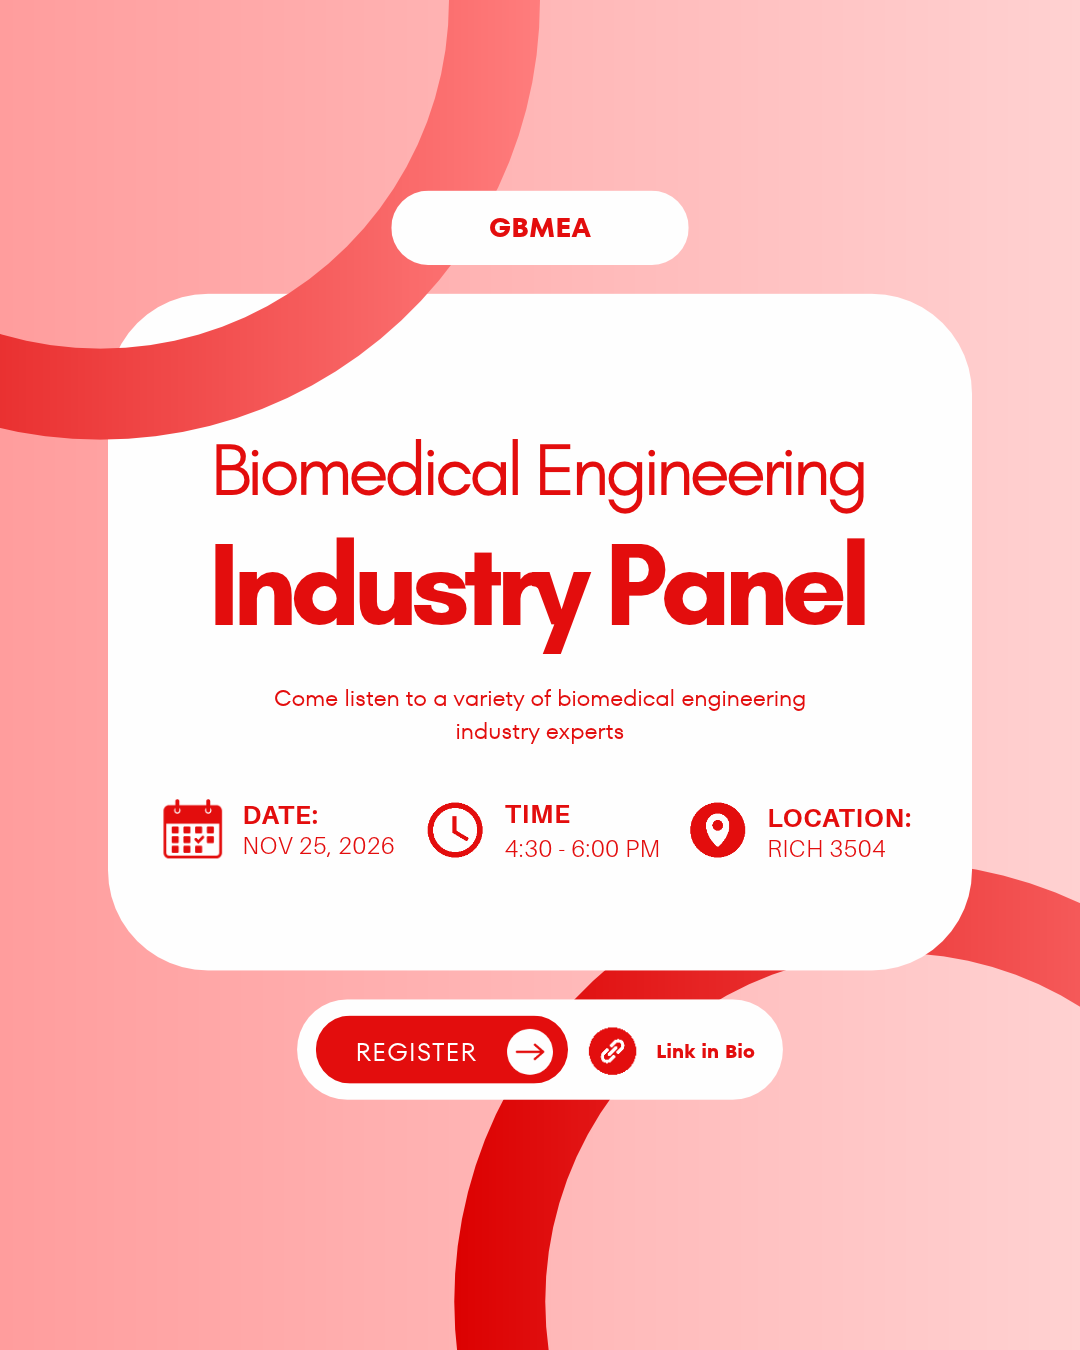 GBMEA
Biomedical Engineering
Industry Panel
Come listen to a variety of biomedical engineering
industry experts
DATE:
NOV 25, 2026
TIME
4:30 - 6:00 PM
LOCATION:
RICH 3504
REGISTER
Link in Bio